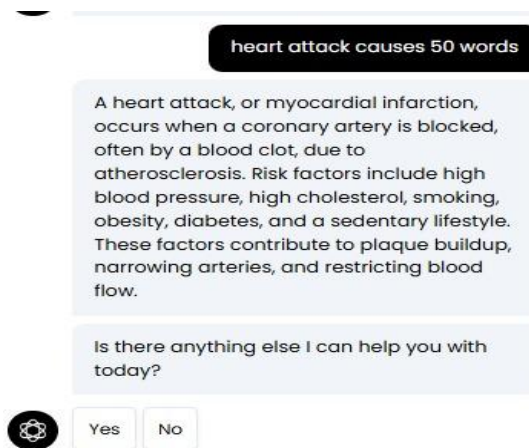 heart attack causes 50 words
A heart attack, or myocardial infarction,
occurs when a coronary artery is blocked,
often by a blood clot, due to
atherosclerosis. Risk factors include high
blood pressure, high cholesterol, smoking,
obesity, diabetes, and a sedentary lifestyle.
These factors contribute to plaque buildup,
narrowing arteries, and restricting blood
flow.
Is there anything else I can help you with
today?
Yes No